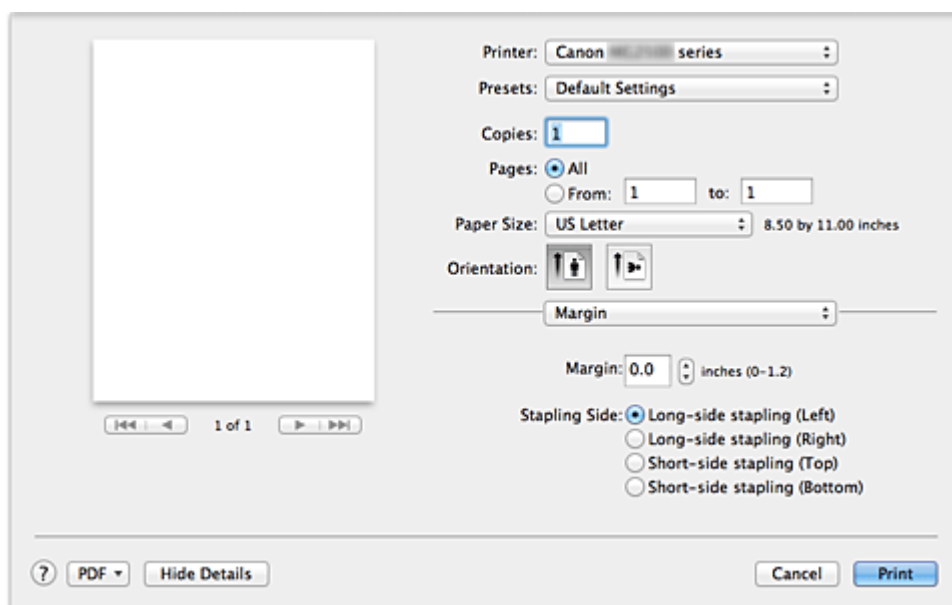 Printer: Canon series
Presets: Default Settings
Copies: 1
Pages: All
From: 1 to: 1
Paper Size: US Letter 8.50 by 11.00 inches
Orientation:
Margin
Margin: 0.0 inches (0-1.2)
1 of 1
Stapling Side: Long-side stapling (Left)
Long-side stapling (Right)
Short-side stapling (Top)
Short-side stapling (Bottom)
? PDF Hide Details Cancel Print